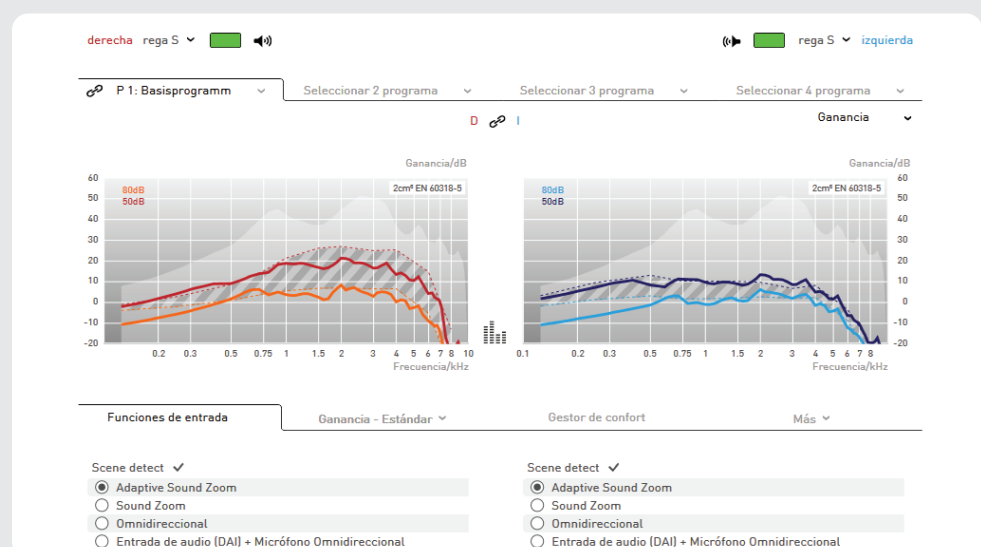 derecha rega S rega S izquierda
P 1: Basisprogramm Seleccionar 2 programa Seleccionar 3 programa Seleccionar 4 programa
D I Ganancia
Ganancia/dB Ganancia/dB
60 60
80dB 2cm³ EN 60318-5 80dB 2cm³ EN 60318-5
50 50dB 50dB 50
40 40
30 30
20 20
10 10
0 0
-10 -10
-20 -20
0.2 0.3 0.5 0.75 1 1.5 2 3 4 5 6 7 8 10 0.1 0.2 0.3 0.5 0.75 1 1.5 2 3 4 5 6 7 8
Frecuencia/kHz Frecuencia/kHz
Funciones de entrada Ganancia - Estándar Gestor de confort Más
Scene detect Scene detect
Adaptive Sound Zoom Adaptive Sound Zoom
Sound Zoom Sound Zoom
Omnidireccional Omnidireccional
Entrada de audio (DAI) + Micrófono Omnidireccional Entrada de audio (DAI) + Micrófono Omnidireccional